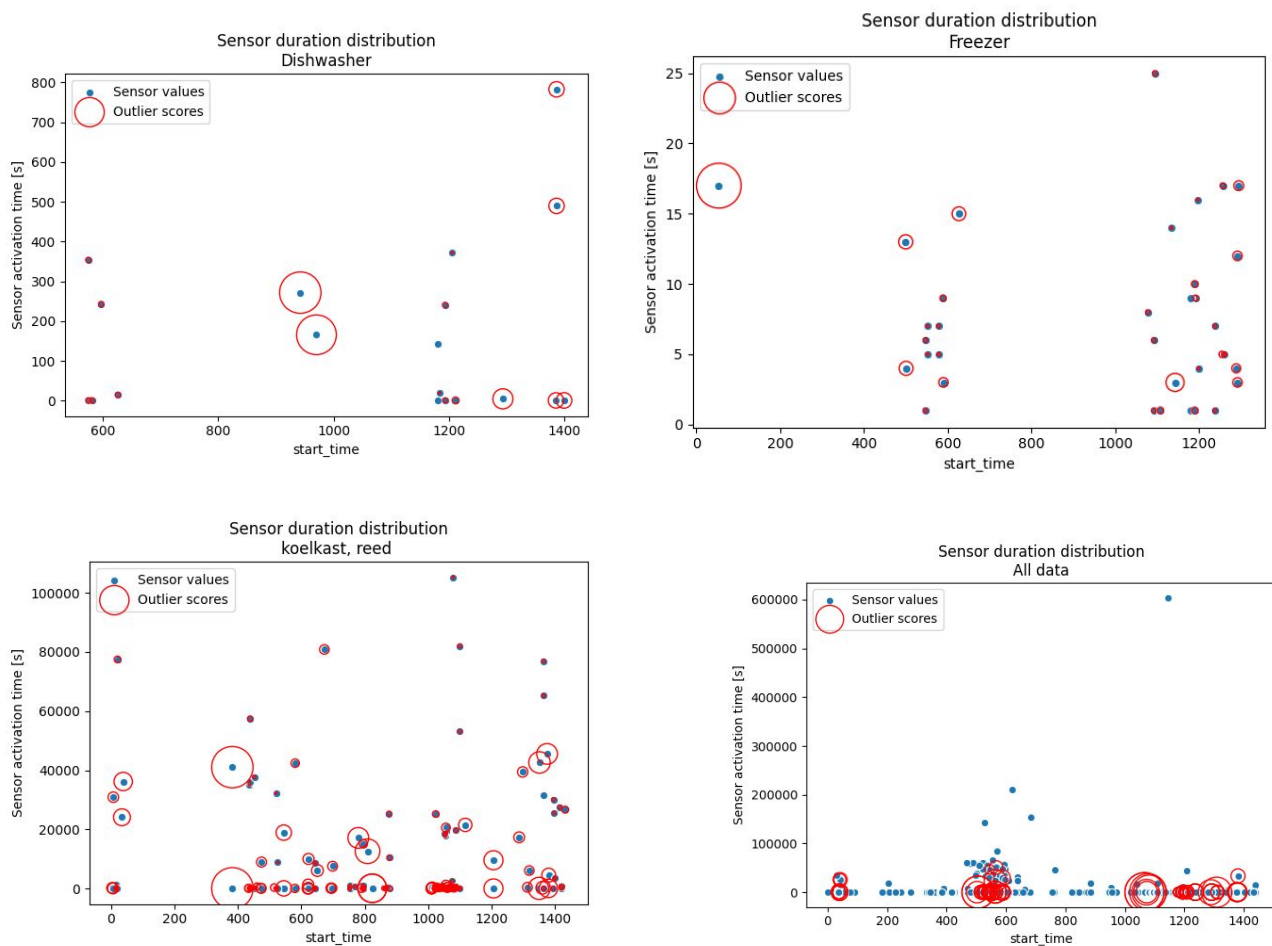 Sensor duration distribution
Dishwasher
Sensor values
Outlier scores
800
700
600
500
400
300
200
100
0
Sensor activation time [s]
600 800 1000 1200 1400
start_time
Sensor duration distribution
Freezer
Sensor values
Outlier scores
25
20
15
10
5
0
Sensor activation time [s]
0 200 400 600 800 1000 1200
start_time
Sensor duration distribution
koelkast, reed
Sensor values
Outlier scores
100000
80000
60000
40000
20000
0
Sensor activation time [s]
0 200 400 600 800 1000 1200 1400
start_time
Sensor duration distribution
All data
Sensor values
Outlier scores
600000
500000
400000
300000
200000
100000
0
Sensor activation time [s]
0 200 400 600 800 1000 1200 1400
start_time